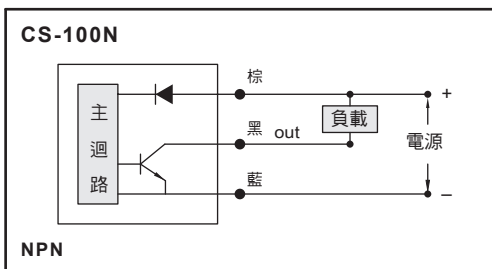 CS-100N
棕
+
主
迴
路
負載
黑 out
電源
藍
–
NPN